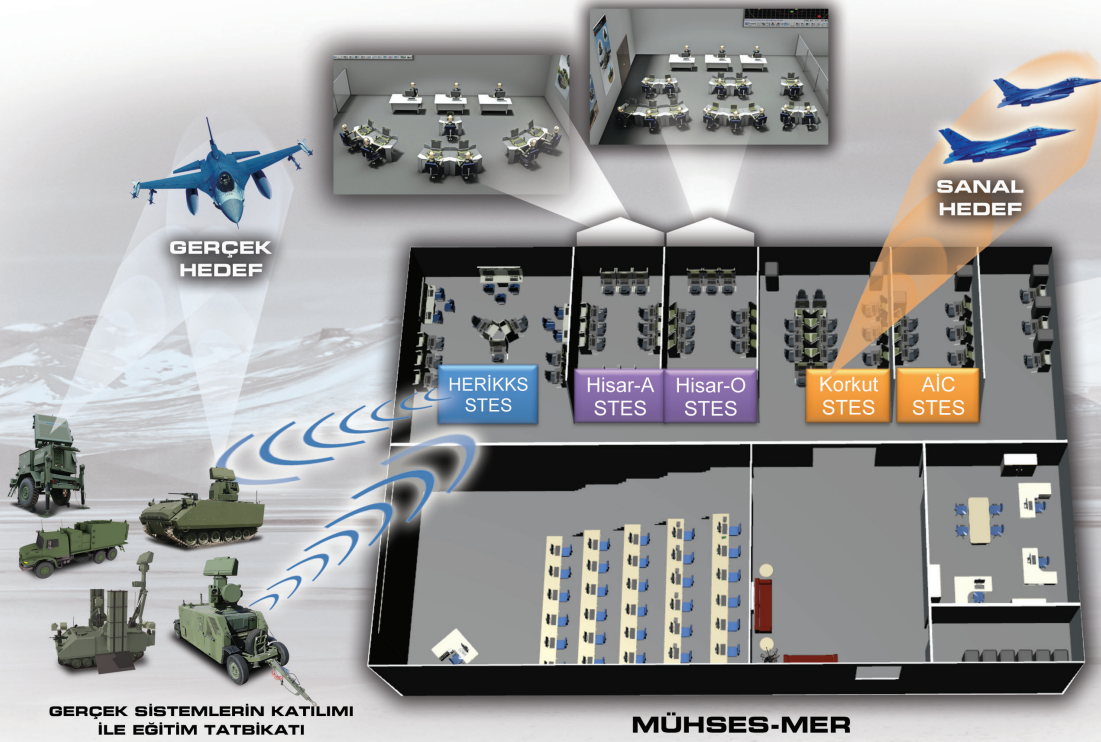 GERÇEK
HEDEF
SANAL
HEDEF
HERİKKS
STES
Hisar-A
STES
Hisar-O
STES
Korkut
STES
AİC
STES
GERÇEK SİSTEMLERİN KATILIMI
İLE EĞİTİM TATBİKATI
MÜHSES-MER